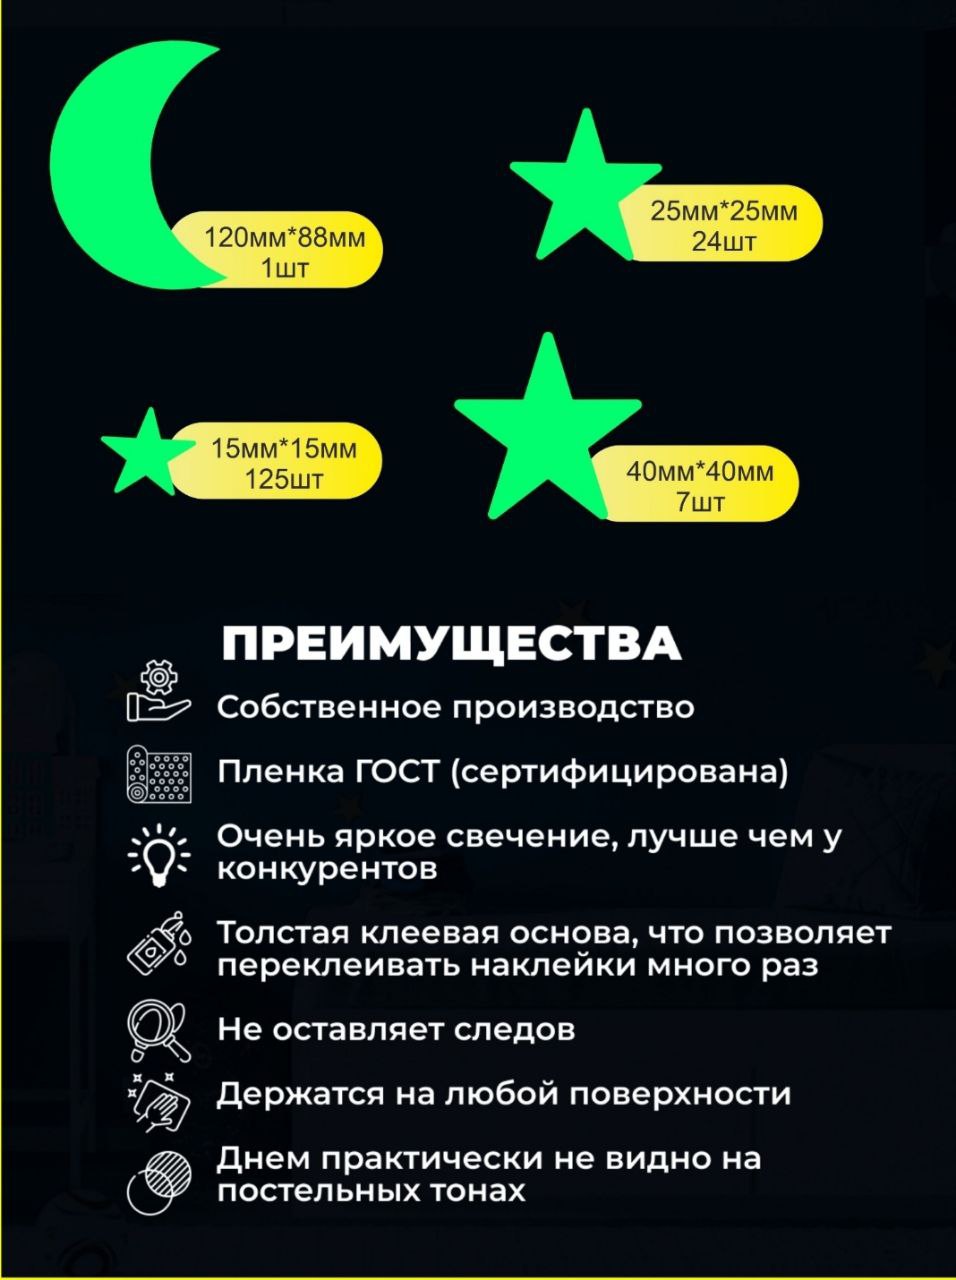 120мм*88мм
1шт
25мм*25мм
24шт
15мм*15мм
125шт
40мм*40мм
7шт
ПРЕИМУЩЕСТВА
Собственное производство
Пленка ГОСТ (сертифицирована)
Очень яркое свечение, лучше чем у
конкурентов
Толстая клеевая основа, что позволяет
переклеивать наклейки много раз
Не оставляет следов
Держатся на любой поверхности
Днем практически не видно на
постельных тонах